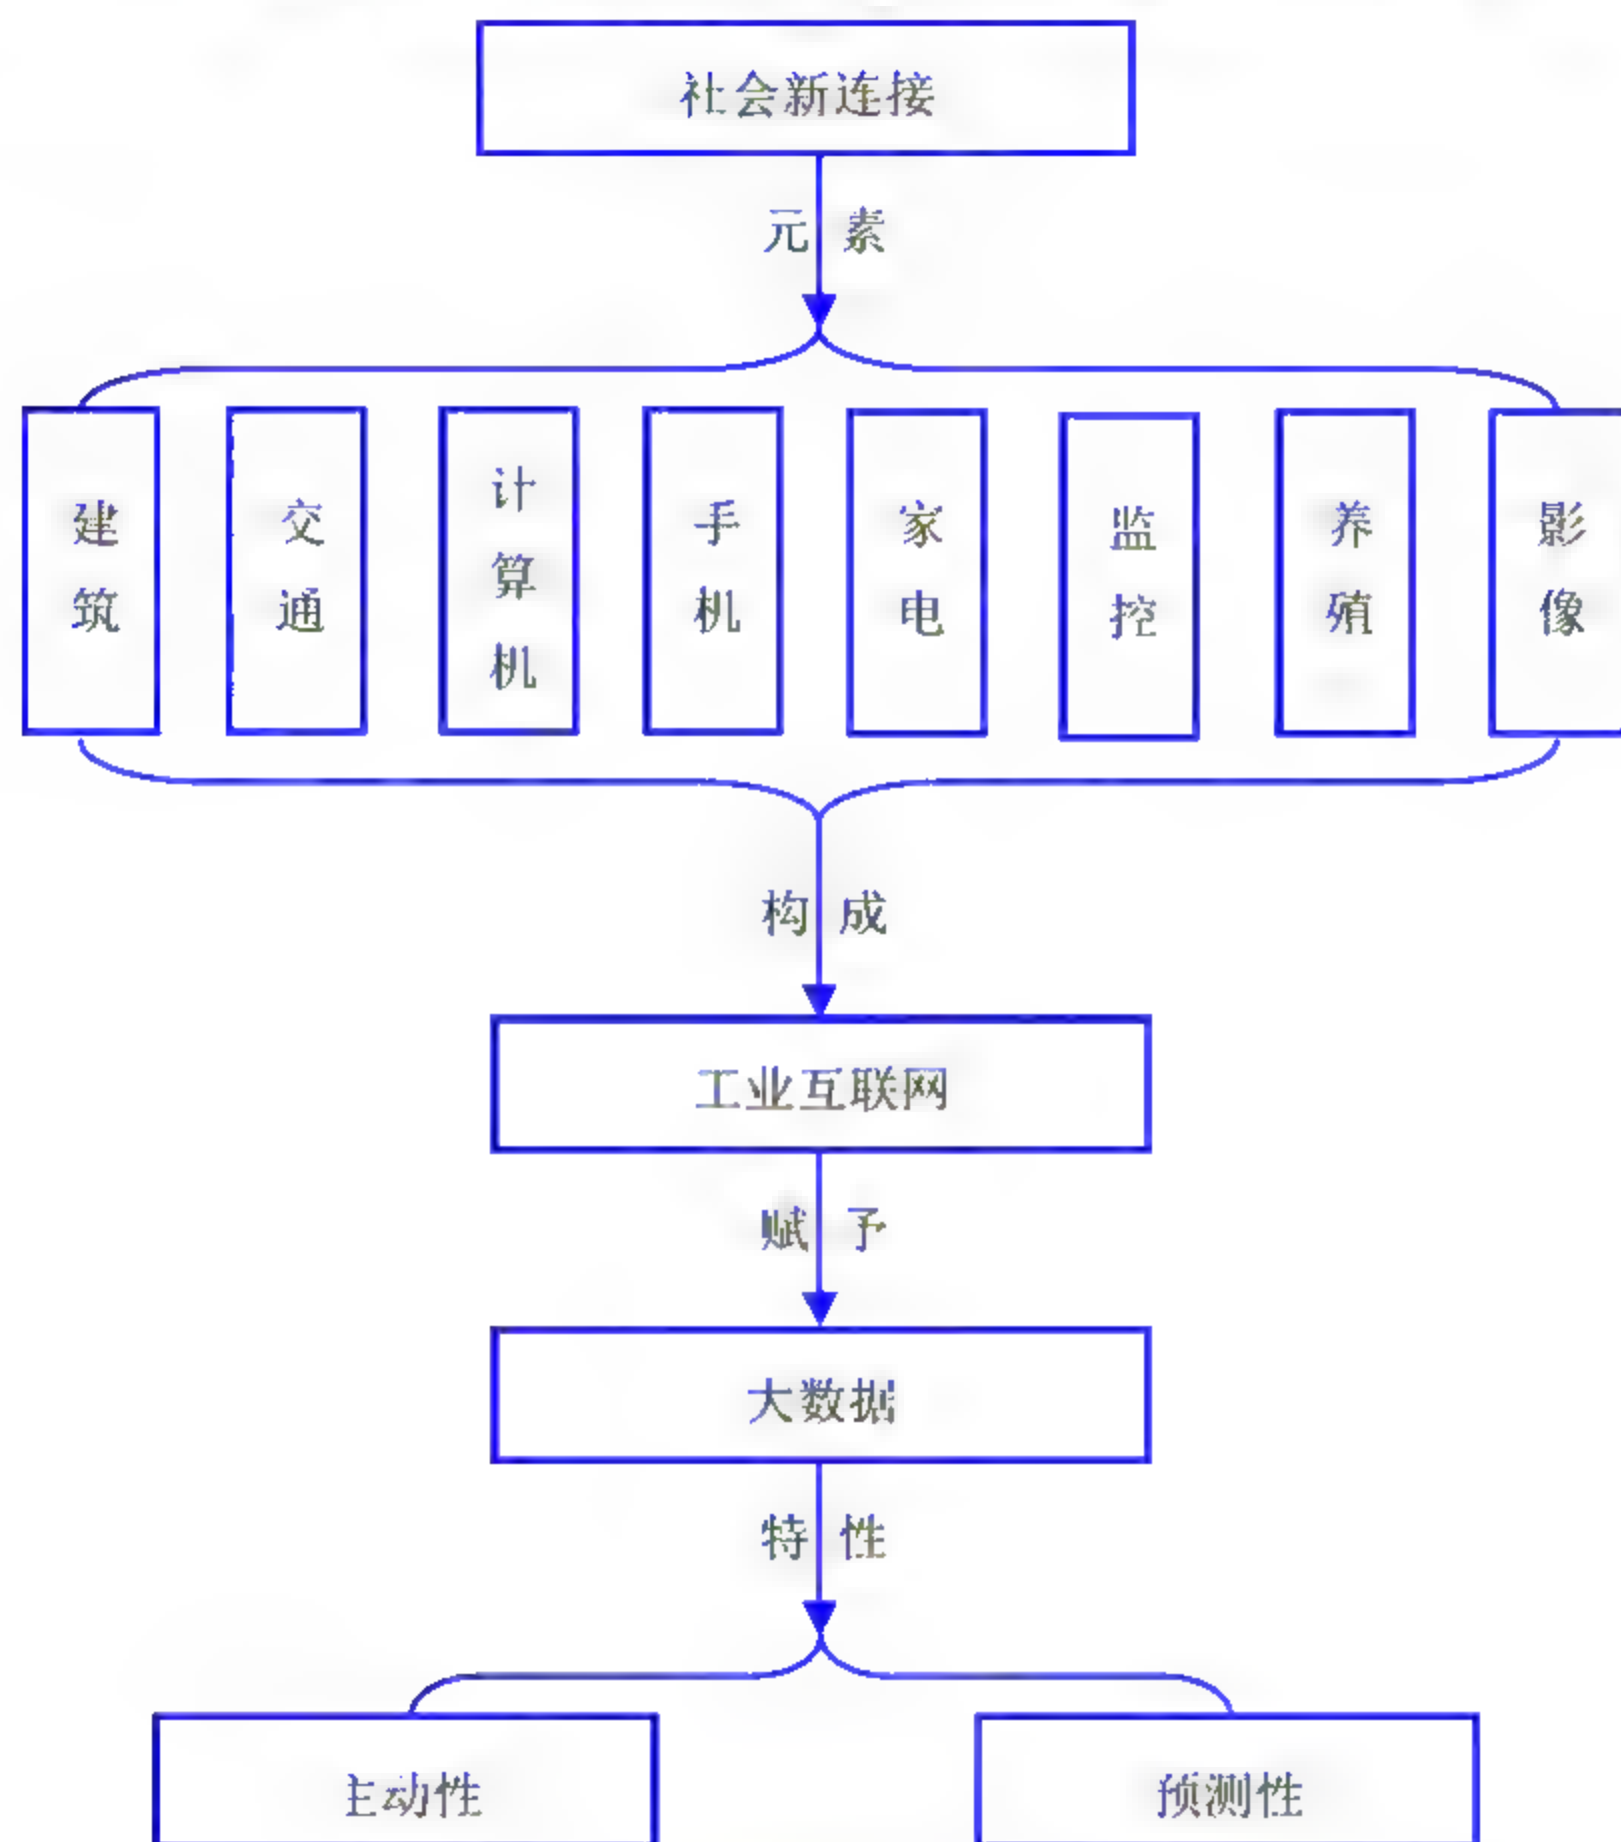 社会新连接
元素
建筑
交通
计算机
手机
家电
监控
养殖
影像
构成
工业互联网
赋予
大数据
特性
主动性
预测性